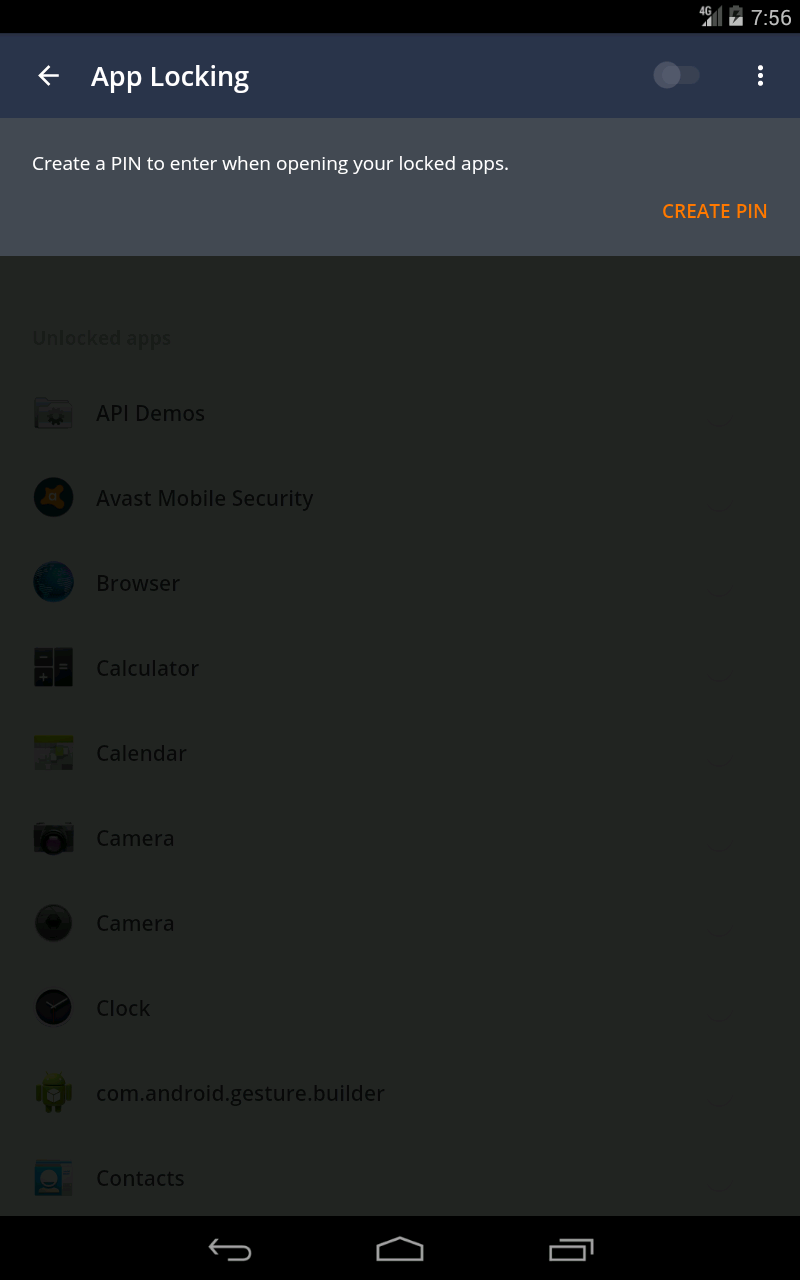 4G 7:56
App Locking
Create a PIN to enter when opening your locked apps.
CREATE PIN
Unlocked apps
API Demos
Avast Mobile Security
Browser
Calculator
Calendar
Camera
Camera
Clock
com.android.gesture.builder
Contacts